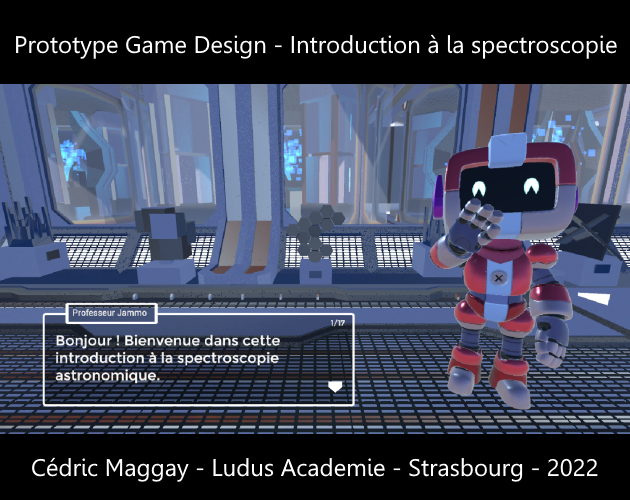 Prototype Game Design - Introduction à la spectroscopie
Professeur Jammo
1/17
Bonjour ! Bienvenue dans cette
introduction à la spectroscopie
astronomique.
Cédric Maggay - Ludus Academie - Strasbourg - 2022